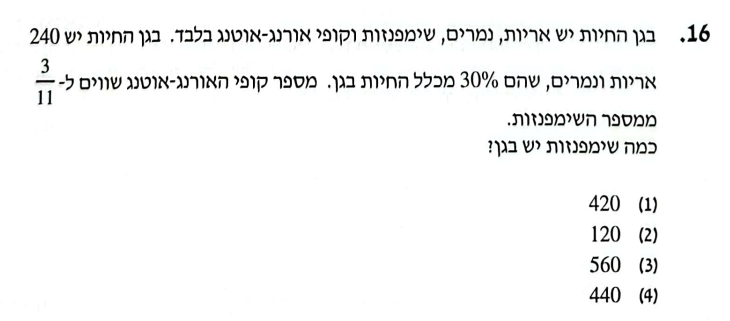 16. בגן החיות יש אריות, נמרים, שימפנזות וקופי אורנג-אוטנג בלבד. בגן החיות יש 240
אריות ונמרים, שהם 30% מכלל החיות בגן. מספר קופי האורנג-אוטנג שווים ל-3/11
ממספר השימפנזות.
כמה שימפנזות יש בגן?
(1) 420
(2) 120
(3) 560
(4) 440